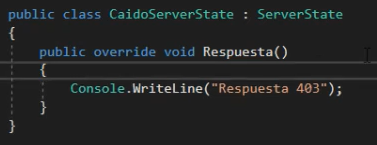 public class CaidoServerState : ServerState
{
public override void Respuesta()
{
Console.WriteLine("Respuesta 403");
}
}